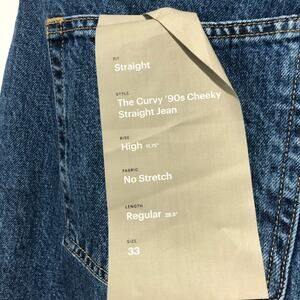 FIT
Straight
STYLE
The Curvy '90s Cheeky
Straight Jean
RISE
High 11.75"
FABRIC
No Stretch
LENGTH
Regular 28.5"
SIZE
33